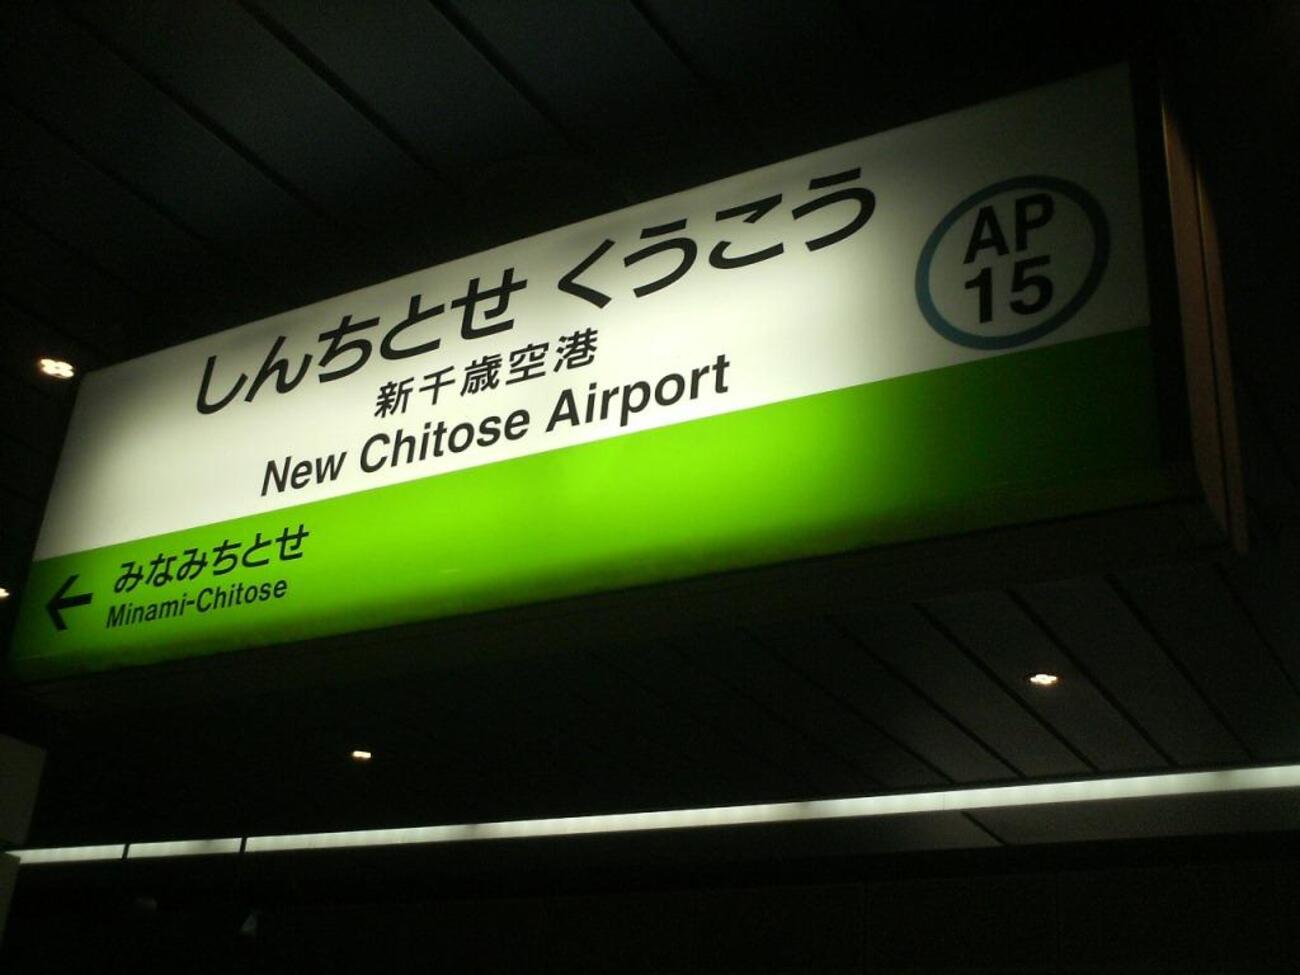 しんちとせ くうこう
新千歳空港
New Chitose Airport
AP
15
← みなみちとせ
Minami-Chitose